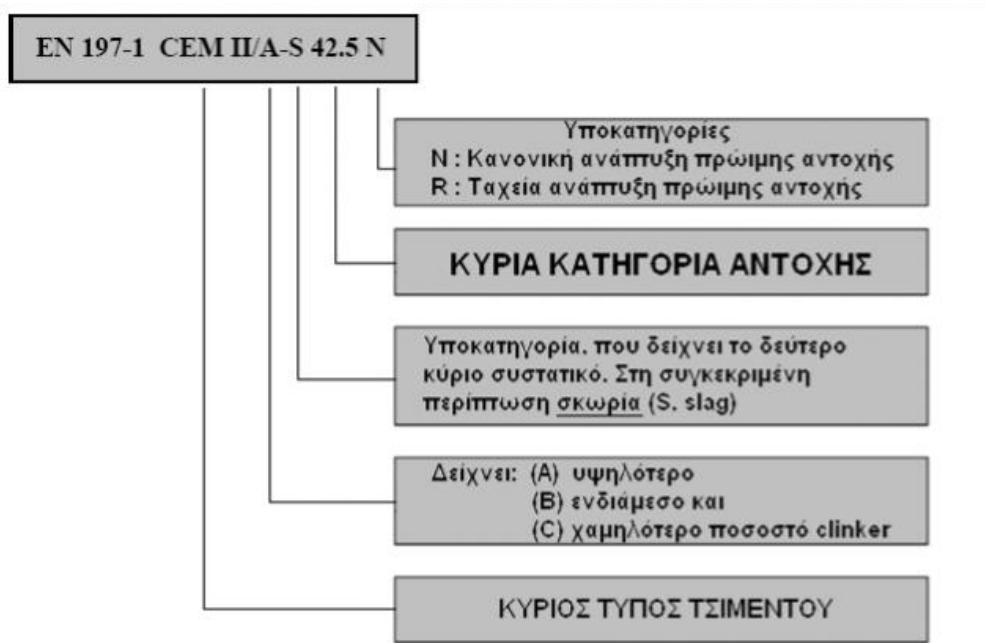 EN 197-1 CEM II/A-S 42.5 N
Υποκατηγορίες
N : Κανονική ανάπτυξη πρώιμης αντοχής
R : Ταχεία ανάπτυξη πρώιμης αντοχής
ΚΥΡΙΑ ΚΑΤΗΓΟΡΙΑ ΑΝΤΟΧΗΣ
Υποκατηγορία, που δείχνει το δεύτερο
κύριο συστατικό. Στη συγκεκριμένη
περίπτωση σκωρία (S. slag)
Δείχνει: (A) υψηλότερο
(B) ενδιάμεσο και
(C) χαμηλότερο ποσοστό clinker
ΚΥΡΙΟΣ ΤΥΠΟΣ ΤΣΙΜΕΝΤΟΥ